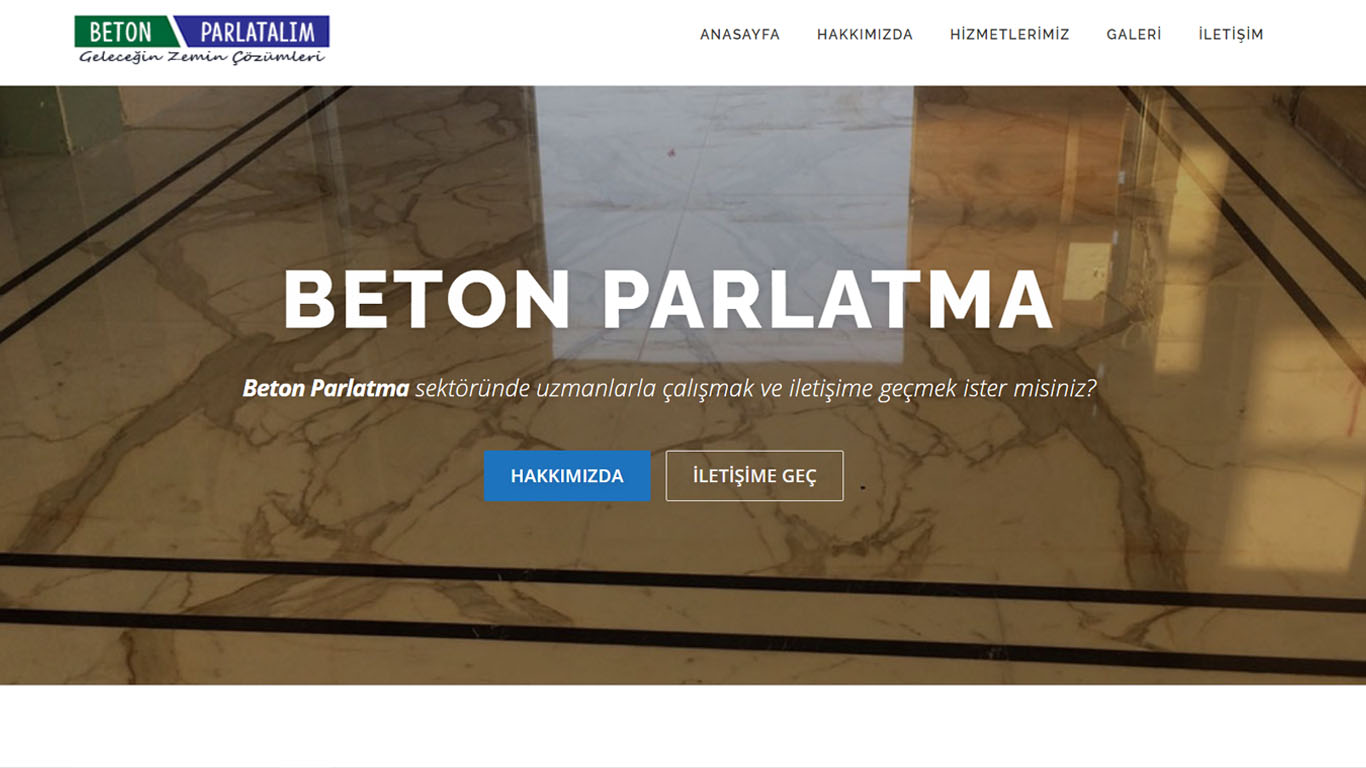 BETON PARLATALIM
Geleceğin Zemin Çözümleri
ANASAYFA HAKKIMIZDA HİZMETLERİMİZ GALERİ İLETİŞİM
BETON PARLATMA
Beton Parlatma sektöründe uzmanlarla çalışmak ve iletişime geçmek ister misiniz?
HAKKIMIZDA İLETİŞİME GEÇ